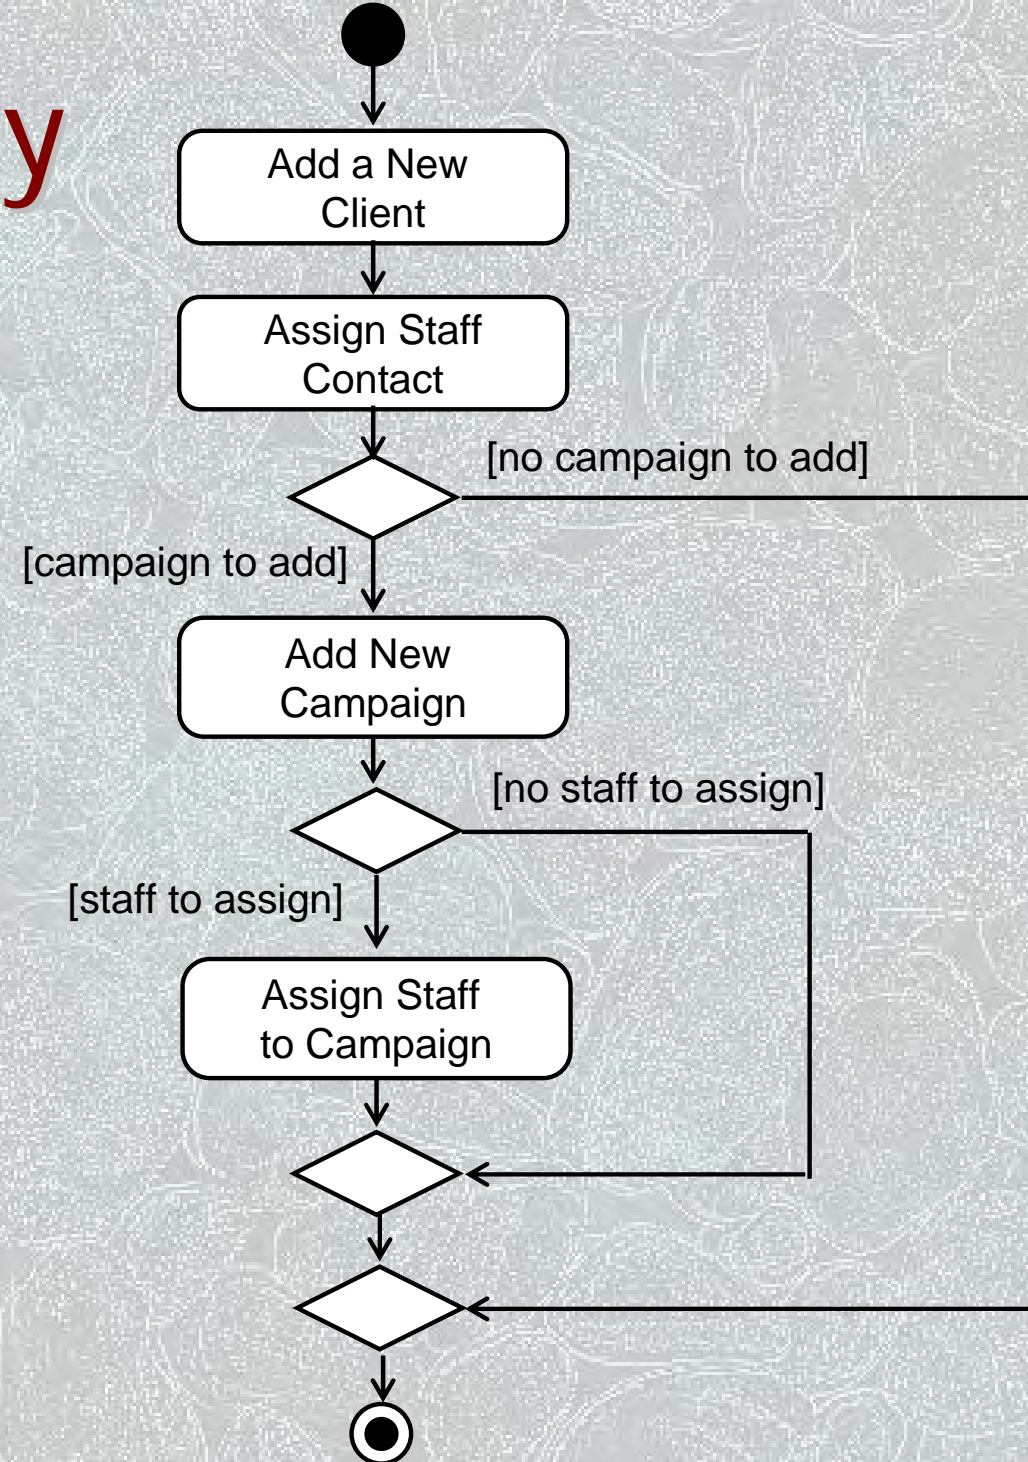 y
Add a New
Client
Assign Staff
Contact
[no campaign to add]
[campaign to add]
Add New
Campaign
[no staff to assign]
[staff to assign]
Assign Staff
to Campaign